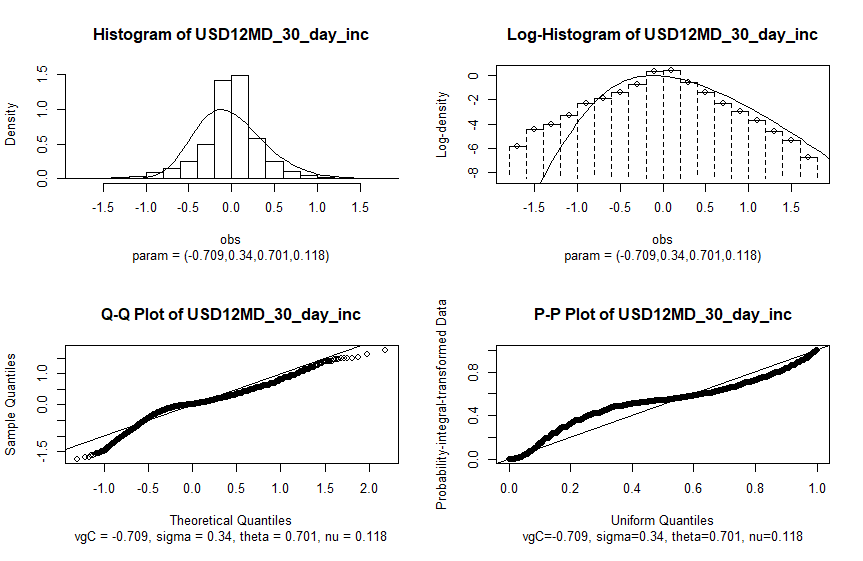 Histogram of USD12MD_30_day_inc
Density
0.0 0.5 1.0 1.5
-1.5 -1.0 -0.5 0.0 0.5 1.0 1.5
obs
param = (-0.709,0.34,0.701,0.118)
Log-Histogram of USD12MD_30_day_inc
Log-density
-8 -6 -4 -2 0
-1.5 -1.0 -0.5 0.0 0.5 1.0 1.5
obs
param = (-0.709,0.34,0.701,0.118)
Q-Q Plot of USD12MD_30_day_inc
Sample Quantiles
-1.5 0.0 1.0
-1.0 -0.5 0.0 0.5 1.0 1.5 2.0
Theoretical Quantiles
vgC = -0.709, sigma = 0.34, theta = 0.701, nu = 0.118
P-P Plot of USD12MD_30_day_inc
Probability-integral-transformed Data
0.0 0.4 0.8
0.0 0.2 0.4 0.6 0.8 1.0
Uniform Quantiles
vgC=-0.709, sigma=0.34, theta=0.701, nu=0.118